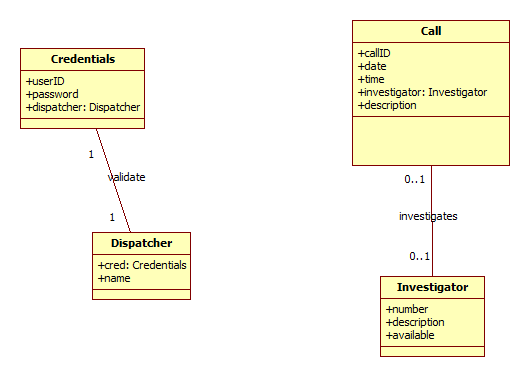 Credentials
+userID
+password
+dispatcher: Dispatcher
1
validate
1
Dispatcher
+cred: Credentials
+name
Call
+callID
+date
+time
+investigator: Investigator
+description
0..1
investigates
0..1
Investigator
+number
+description
+available